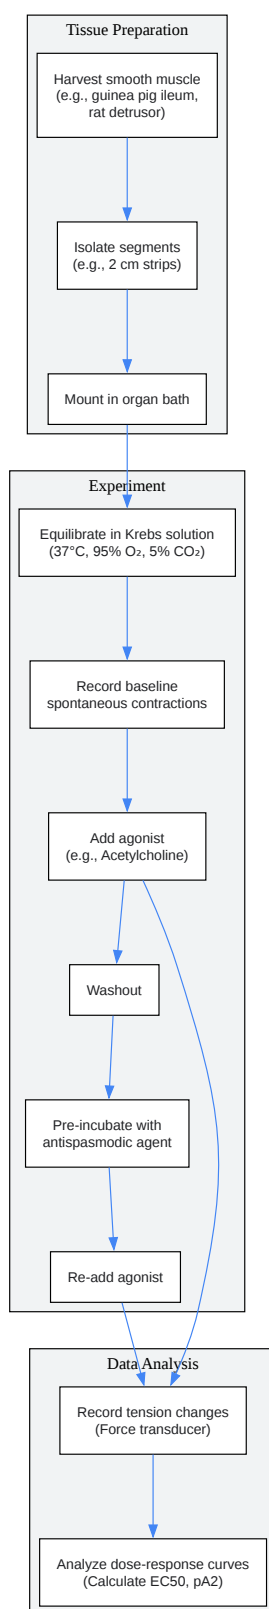 Tissue Preparation
Harvest smooth muscle
(e.g., guinea pig ileum,
rat detrusor)
Isolate segments
(e.g., 2 cm strips)
Mount in organ bath
Experiment
Equilibrate in Krebs solution
(37°C, 95% O₂, 5% CO₂)
Record baseline
spontaneous contractions
Add agonist
(e.g., Acetylcholine)
Washout
Pre-incubate with
antispasmodic agent
Re-add agonist
Data Analysis
Record tension changes
(Force transducer)
Analyze dose-response curves
(Calculate EC50, pA2)